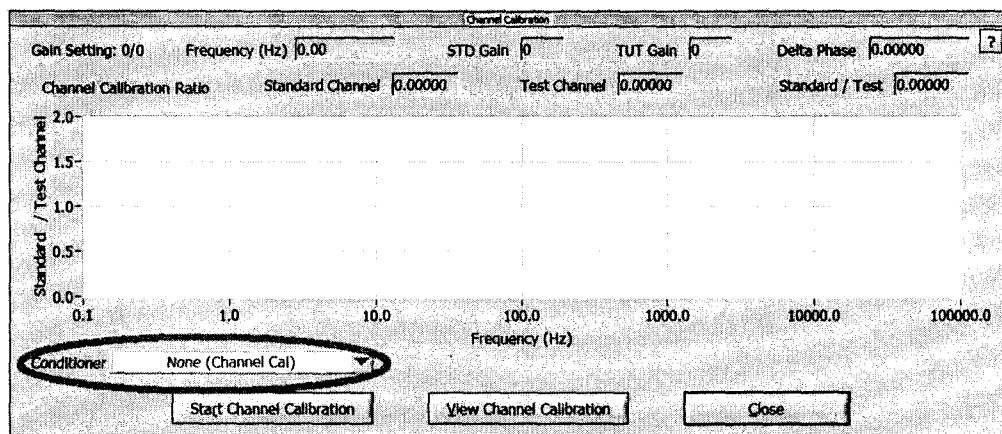 Channel Calibration
?
Gain Setting: 0/0 Frequency (Hz) 0.00 STD Gain 0 TUT Gain 0 Delta Phase 0.00000
Channel Calibration Ratio Standard Channel 0.00000 Test Channel 0.00000 Standard / Test 0.00000
Standard / Test Channel
2.0
1.5
1.0
0.5
0.0
0.1 1.0 10.0 100.0 1000.0 10000.0 100000.0
Frequency (Hz)
Conditioner None (Channel Cal)
Start Channel Calibration View Channel Calibration Close